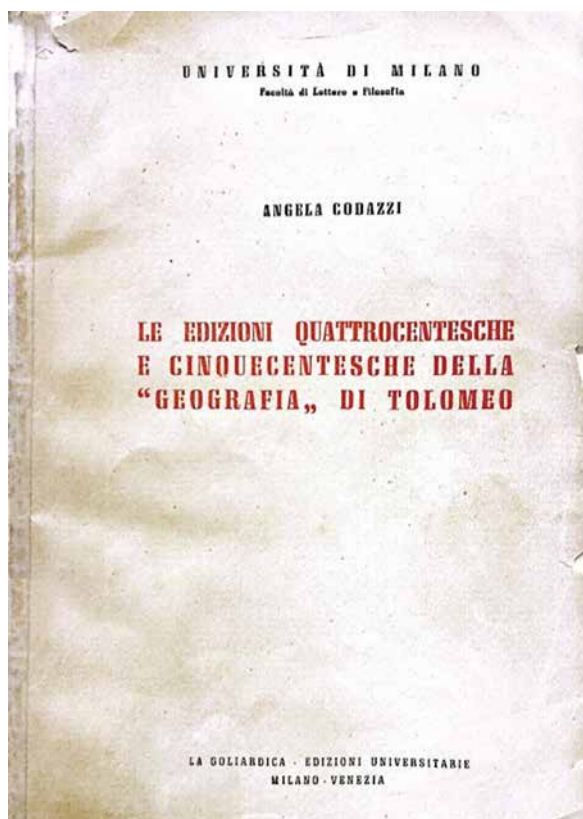 UNIVERSITÀ DI MILANO
Facoltà di Lettere e Filosofia
ANGELA CODAZZI
LE EDIZIONI QUATTROCENTESCHE
E CINQUECENTESCHE DELLA
“GEOGRAFIA„ DI TOLOMEO
LA GOLIARDICA - EDIZIONI UNIVERSITARIE
MILANO - VENEZIA